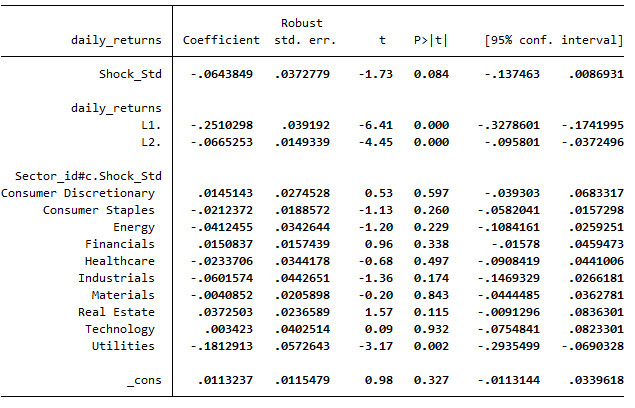 Robust
daily_returns Coefficient std. err. t P>|t| [95% conf. interval]
Shock_Std -.0643849 .0372779 -1.73 0.084 -.137463 .0086931
daily_returns
L1. -.2510298 .039192 -6.41 0.000 -.3278601 -.1741995
L2. -.0665253 .0149339 -4.45 0.000 -.095801 -.0372496
Sector_id#c.Shock_Std
Consumer Discretionary .0145143 .0274528 0.53 0.597 -.039303 .0683317
Consumer Staples -.0212372 .0188572 -1.13 0.260 -.0582041 .0157298
Energy -.0412455 .0342644 -1.20 0.229 -.1084161 .0259251
Financials .0150837 .0157439 0.96 0.338 -.01578 .0459473
Healthcare -.0233706 .0344178 -0.68 0.497 -.0908419 .0441006
Industrials -.0601574 .0442651 -1.36 0.174 -.1469329 .0266181
Materials -.0040852 .0205898 -0.20 0.843 -.0444485 .0362781
Real Estate .0372503 .0236589 1.57 0.115 -.0091296 .0836301
Technology .003423 .0402514 0.09 0.932 -.0754841 .0823301
Utilities -.1812913 .0572643 -3.17 0.002 -.2935499 -.0690328
_cons .0113237 .0115479 0.98 0.327 -.0113144 .0339618